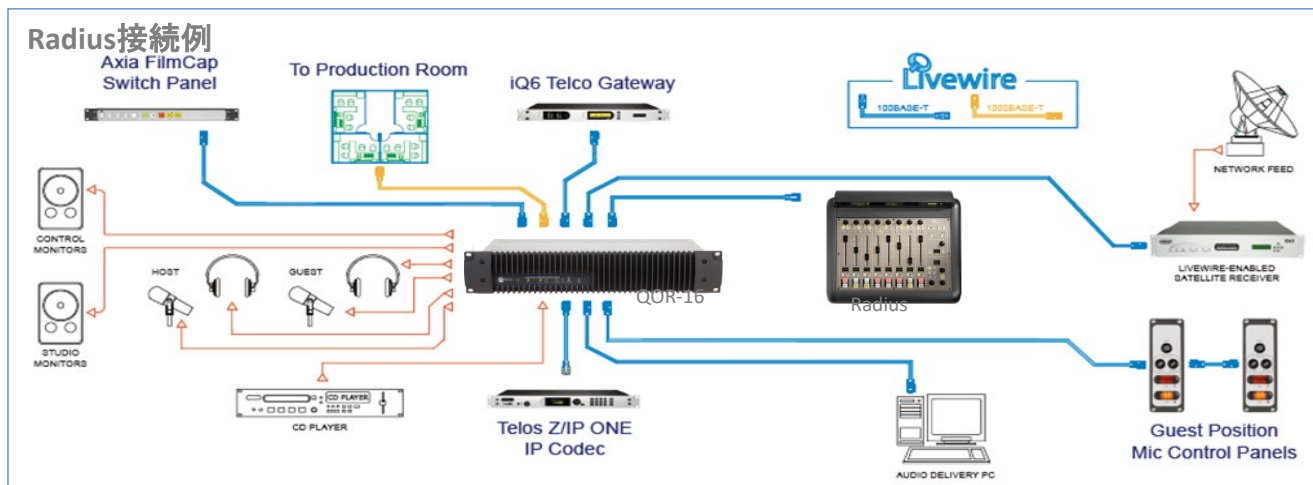 Radius接続例
Axia FilmCap
Switch Panel
To Production Room
iQ6 Telco Gateway
Livewire
100BASE-T
1000BASE-T
NETWORK FEED
CONTROL
MONITORS
HOST
GUEST
QOR-16
Radius
LIVEWIRE-ENABLED
SATELLITE RECEIVER
STUDIO
MONITORS
CD PLAYER
CD PLAYER
Telos Z/IP ONE
IP Codec
AUDIO DELIVERY PC
Guest Position
Mic Control Panels